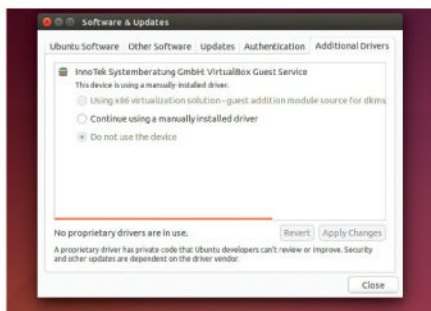 Software & Updates
Ubuntu Software Other Software Updates Authentication Additional Drivers
InnoTek Systemberatung GmbH: VirtualBox Guest Service
This device is using a manually-installed driver.
Using x86 virtualization solution - guest addition module source for dkms
Continue using a manually installed driver
Do not use the device
No proprietary drivers are in use.
Revert Apply Changes
A proprietary driver has private code that Ubuntu developers can't review or improve. Security
and other updates are dependent on the driver vendor.
Close